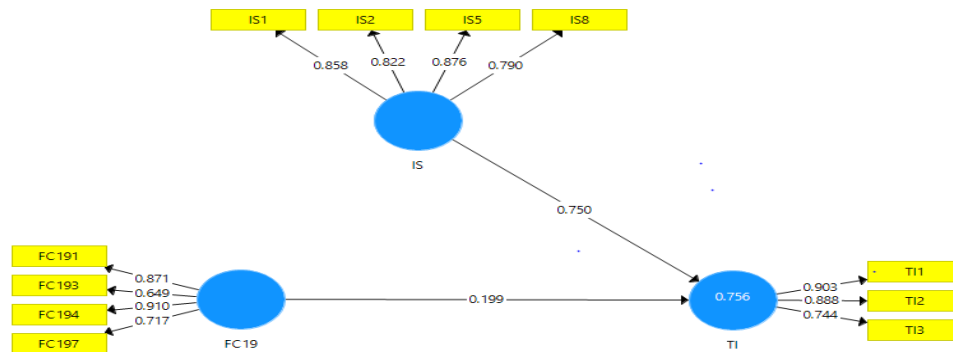 IS1 IS2 IS5 IS8
0.858 0.822 0.876 0.790
IS
0.750
FC191
FC193
FC194
FC197
0.871
0.649
0.910
0.717
FC19
0.199
0.756
TI
0.903
0.888
0.744
TI1
TI2
TI3